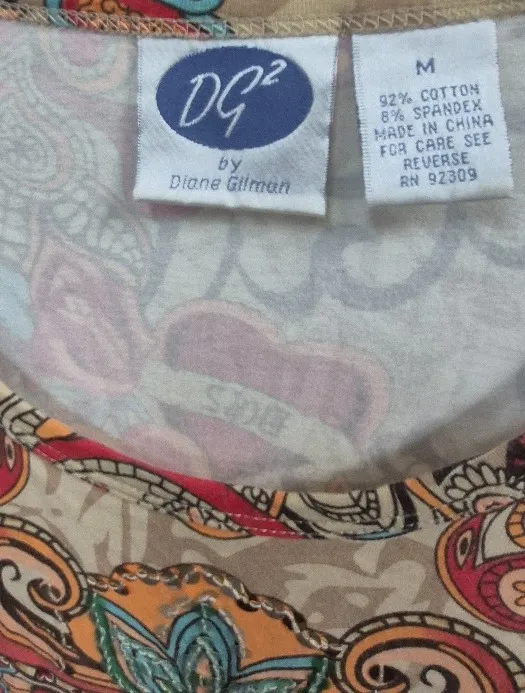 DG2
by
Diane Gilman
M
92% COTTON
8% SPANDEX
MADE IN CHINA
FOR CARE SEE
REVERSE
RN 92309